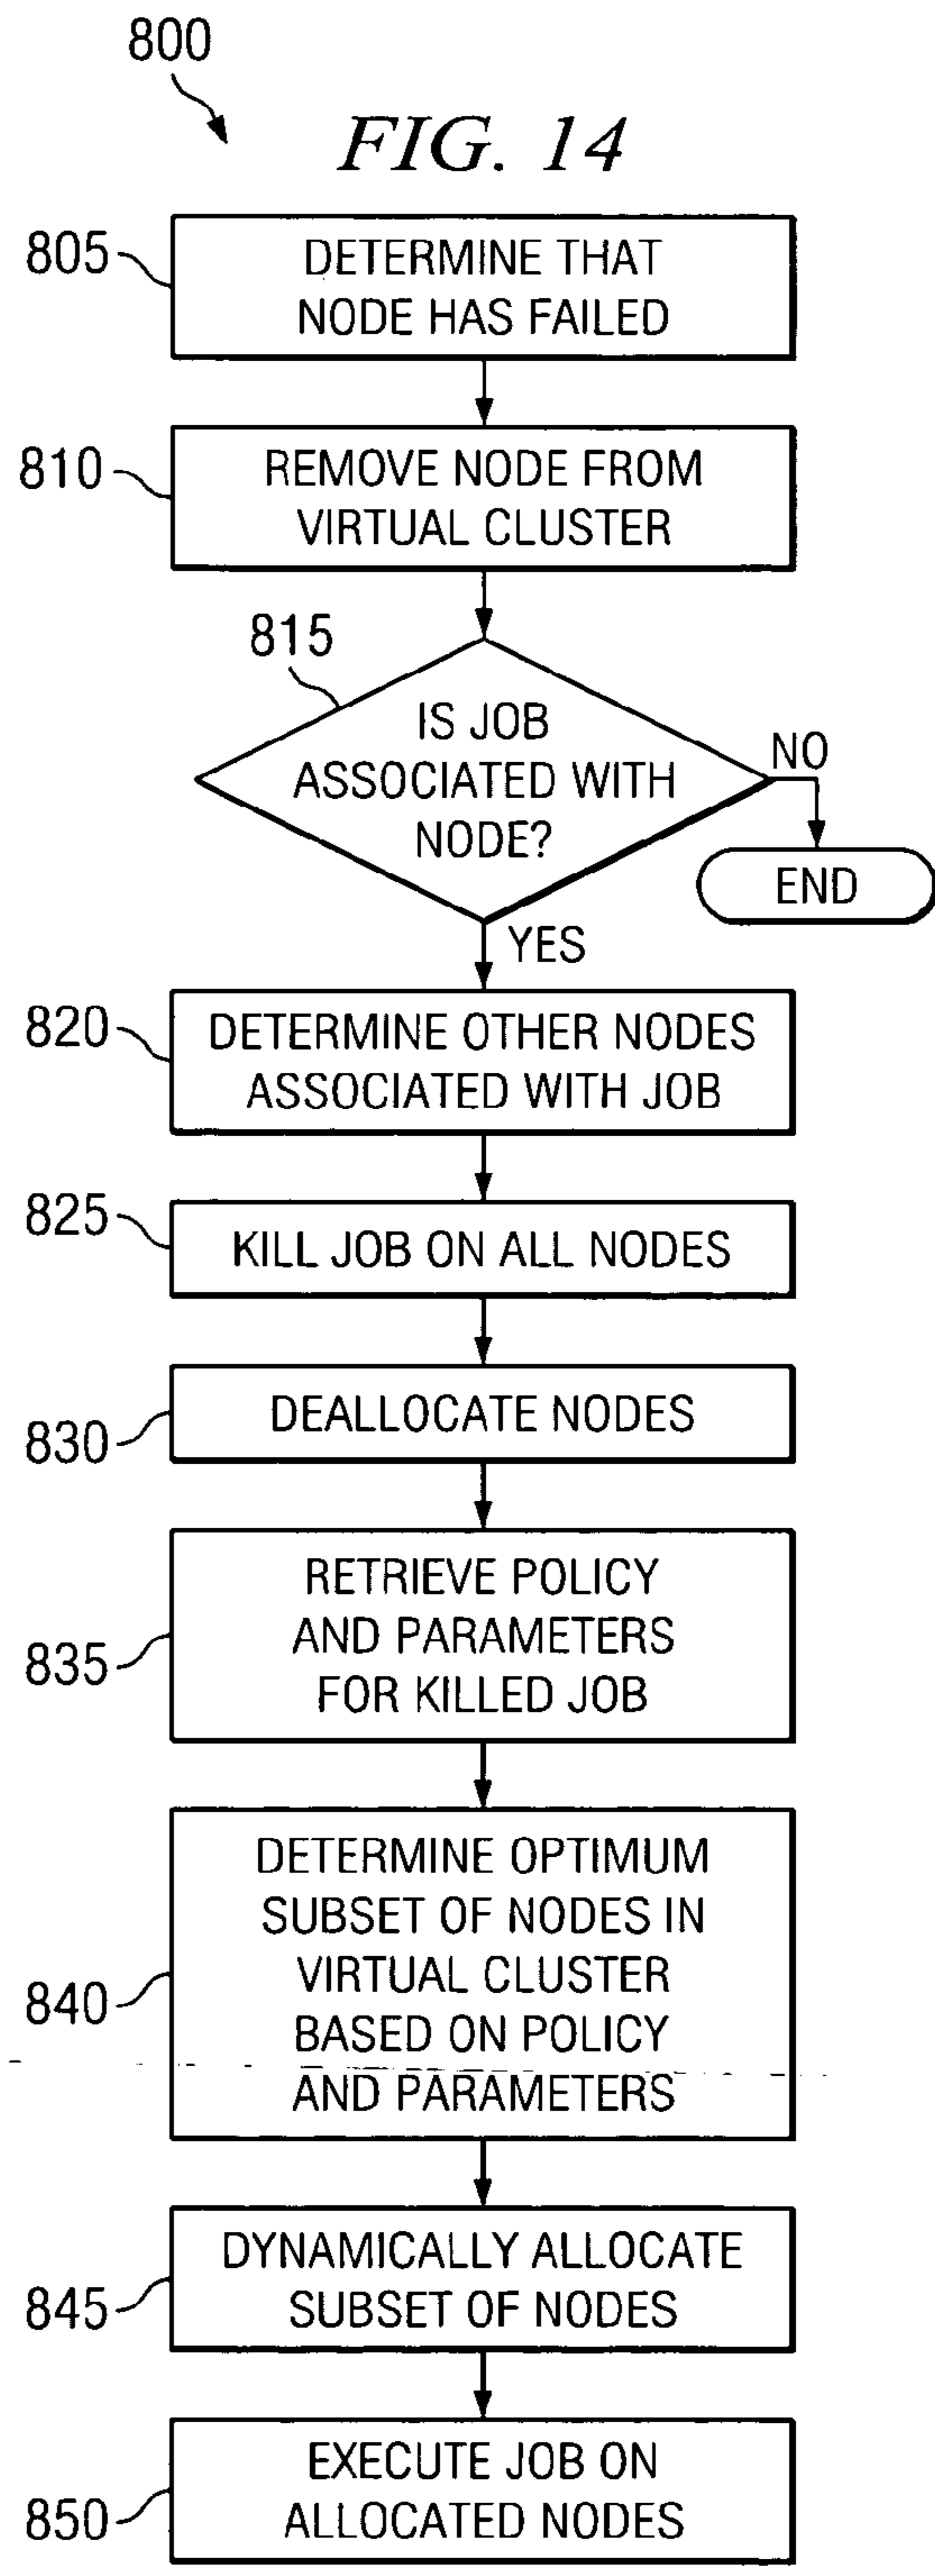 800
FIG. 14
805
DETERMINE THAT
NODE HAS FAILED
810
REMOVE NODE FROM
VIRTUAL CLUSTER
815
IS JOB
ASSOCIATED WITH
NODE?
NO
END
YES
820
DETERMINE OTHER NODES
ASSOCIATED WITH JOB
825
KILL JOB ON ALL NODES
830
DEALLOCATE NODES
835
RETRIEVE POLICY
AND PARAMETERS
FOR KILLED JOB
840
DETERMINE OPTIMUM
SUBSET OF NODES IN
VIRTUAL CLUSTER
BASED ON POLICY
AND PARAMETERS
845
DYNAMICALLY ALLOCATE
SUBSET OF NODES
850
EXECUTE JOB ON
ALLOCATED NODES